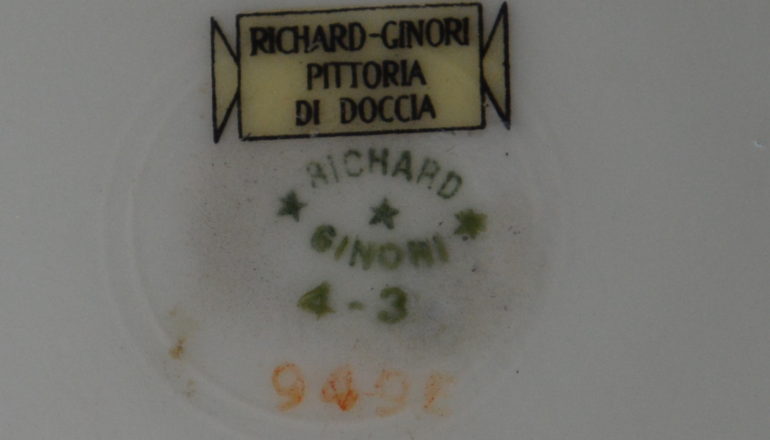 RICHARD-GINORI
PITTORIA
DI DOCCIA
RICHARD
GINORI
4-3